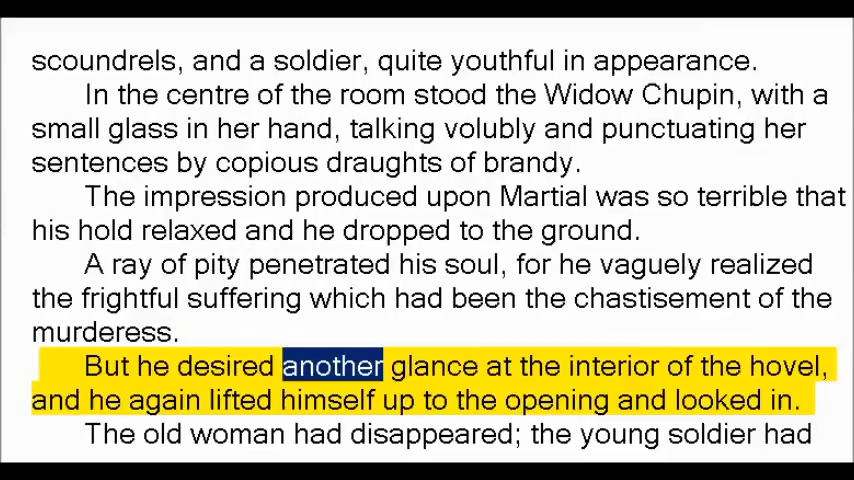 scoundrels, and a soldier, quite youthful in appearance.
In the centre of the room stood the Widow Chupin, with a
small glass in her hand, talking volubly and punctuating her
sentences by copious draughts of brandy.
The impression produced upon Martial was so terrible that
his hold relaxed and he dropped to the ground.
A ray of pity penetrated his soul, for he vaguely realized
the frightful suffering which had been the chastisement of the
murderess.
But he desired another glance at the interior of the hovel,
and he again lifted himself up to the opening and looked in.
The old woman had disappeared; the young soldier had